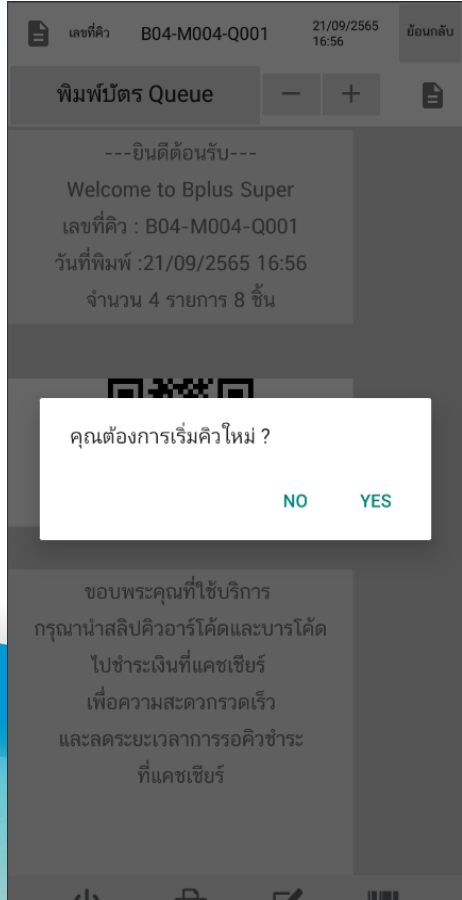 เลขที่คิว B04-M004-Q001 21/09/2565 16:56 ย้อนกลับ
พิมพ์บัตร Queue − +
---ยินดีต้อนรับ---
Welcome to Bplus Super
เลขที่คิว : B04-M004-Q001
วันที่พิมพ์ :21/09/2565 16:56
จำนวน 4 รายการ 8 ชิ้น
คุณต้องการเริ่มคิวใหม่ ?
NO YES
ขอบพระคุณที่ใช้บริการ
กรุณานำสลิปคิวอาร์โค้ดและบารโค้ด
ไปชำระเงินที่แคชเชียร์
เพื่อความสะดวกรวดเร็ว
และลดระยะเวลาการรอคิวชำระ
ที่แคชเชียร์